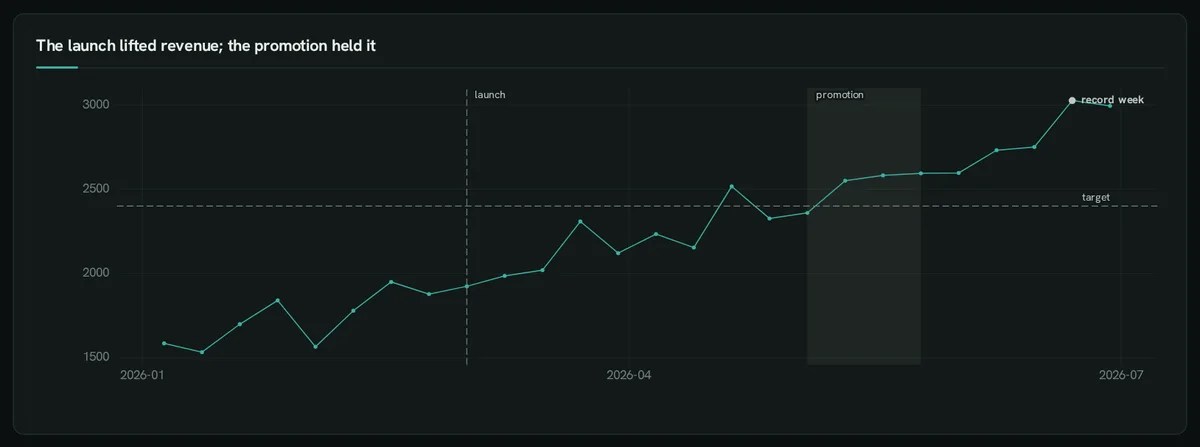 The launch lifted revenue; the promotion held it
launch
promotion
record week
target
3000
2500
2000
1500
2026-01
2026-04
2026-07